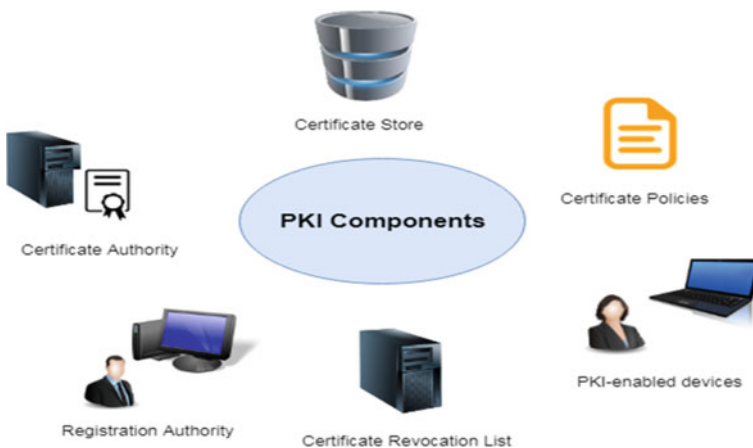 Certificate Store
Certificate Policies
Certificate Authority
PKI Components
PKI-enabled devices
Registration Authority
Certificate Revocation List